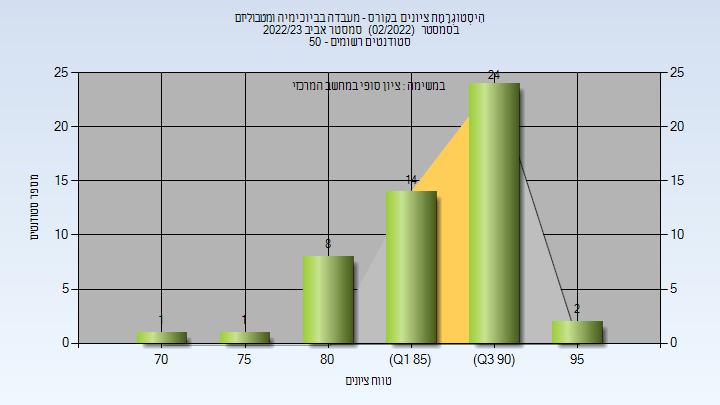 היסטוגרמת ציונים בקורס - מעבדה בביוכימיה ומטבוליזם
בסמסטר (02/2022) סמסטר אביב 2022/23
סטודנטים רשומים - 50
במשימה : ציון סופי במחשב המרכזי
מספר סטודנטים
25
20
15
10
5
0
25
20
15
10
5
0
1
1
8
14
24
2
70
75
80
(Q1 85)
(Q3 90)
95
טווח ציונים